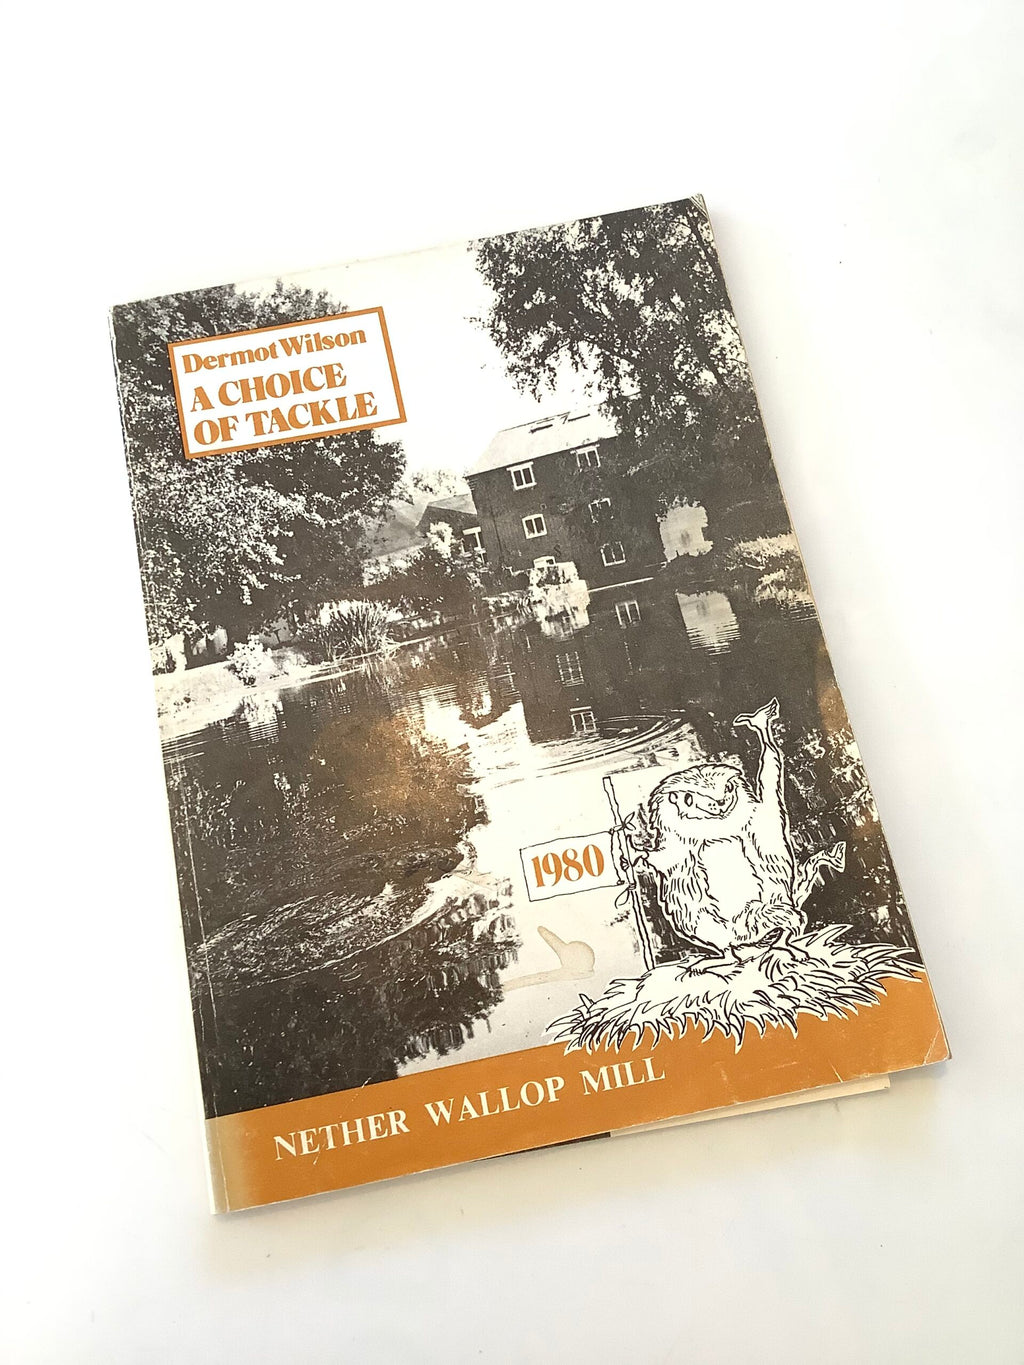 Dermot Wilson
A CHOICE
OF TACKLE
1980
NETHER WALLOP MILL